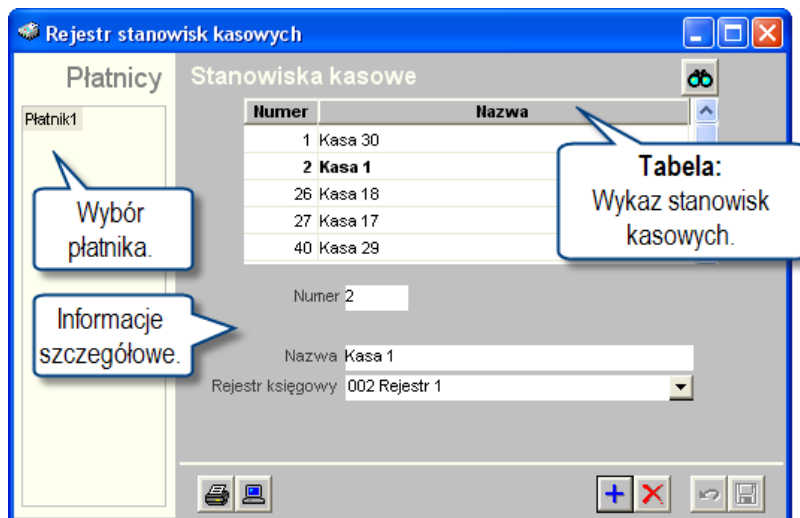 Rejestr stanowisk kasowych
Płatnicy
Stanowiska kasowe
Płatnik1
Numer Nazwa
1 Kasa 30
2 Kasa 1
26 Kasa 18
27 Kasa 17
40 Kasa 29
Tabela:
Wykaz stanowisk
kasowych.
Wybór
płatnika.
Informacje
szczegółowe.
Numer 2
Nazwa Kasa 1
Rejestr księgowy 002 Rejestr 1